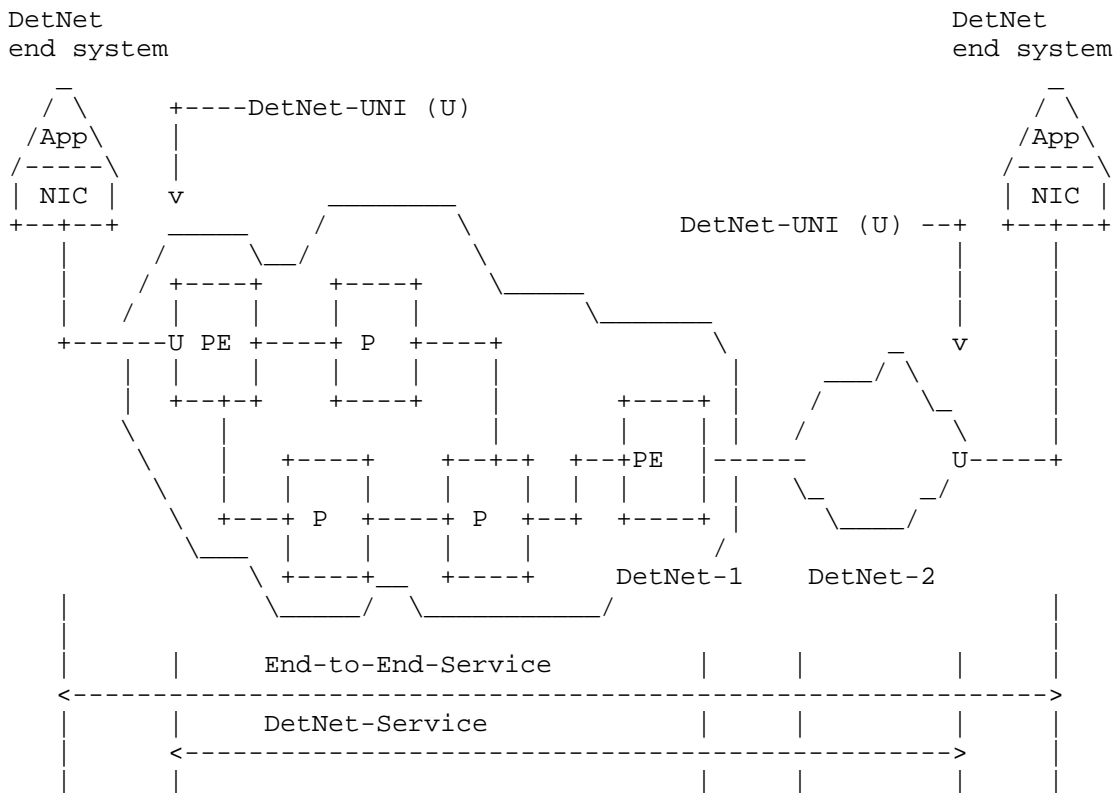 DetNet DetNet
end system end system
+----DetNet-UNI (U)
App App
NIC NIC
v
DetNet-UNI (U) --+
U PE P v
PE U
P P
DetNet-1 DetNet-2
End-to-End-Service
DetNet-Service